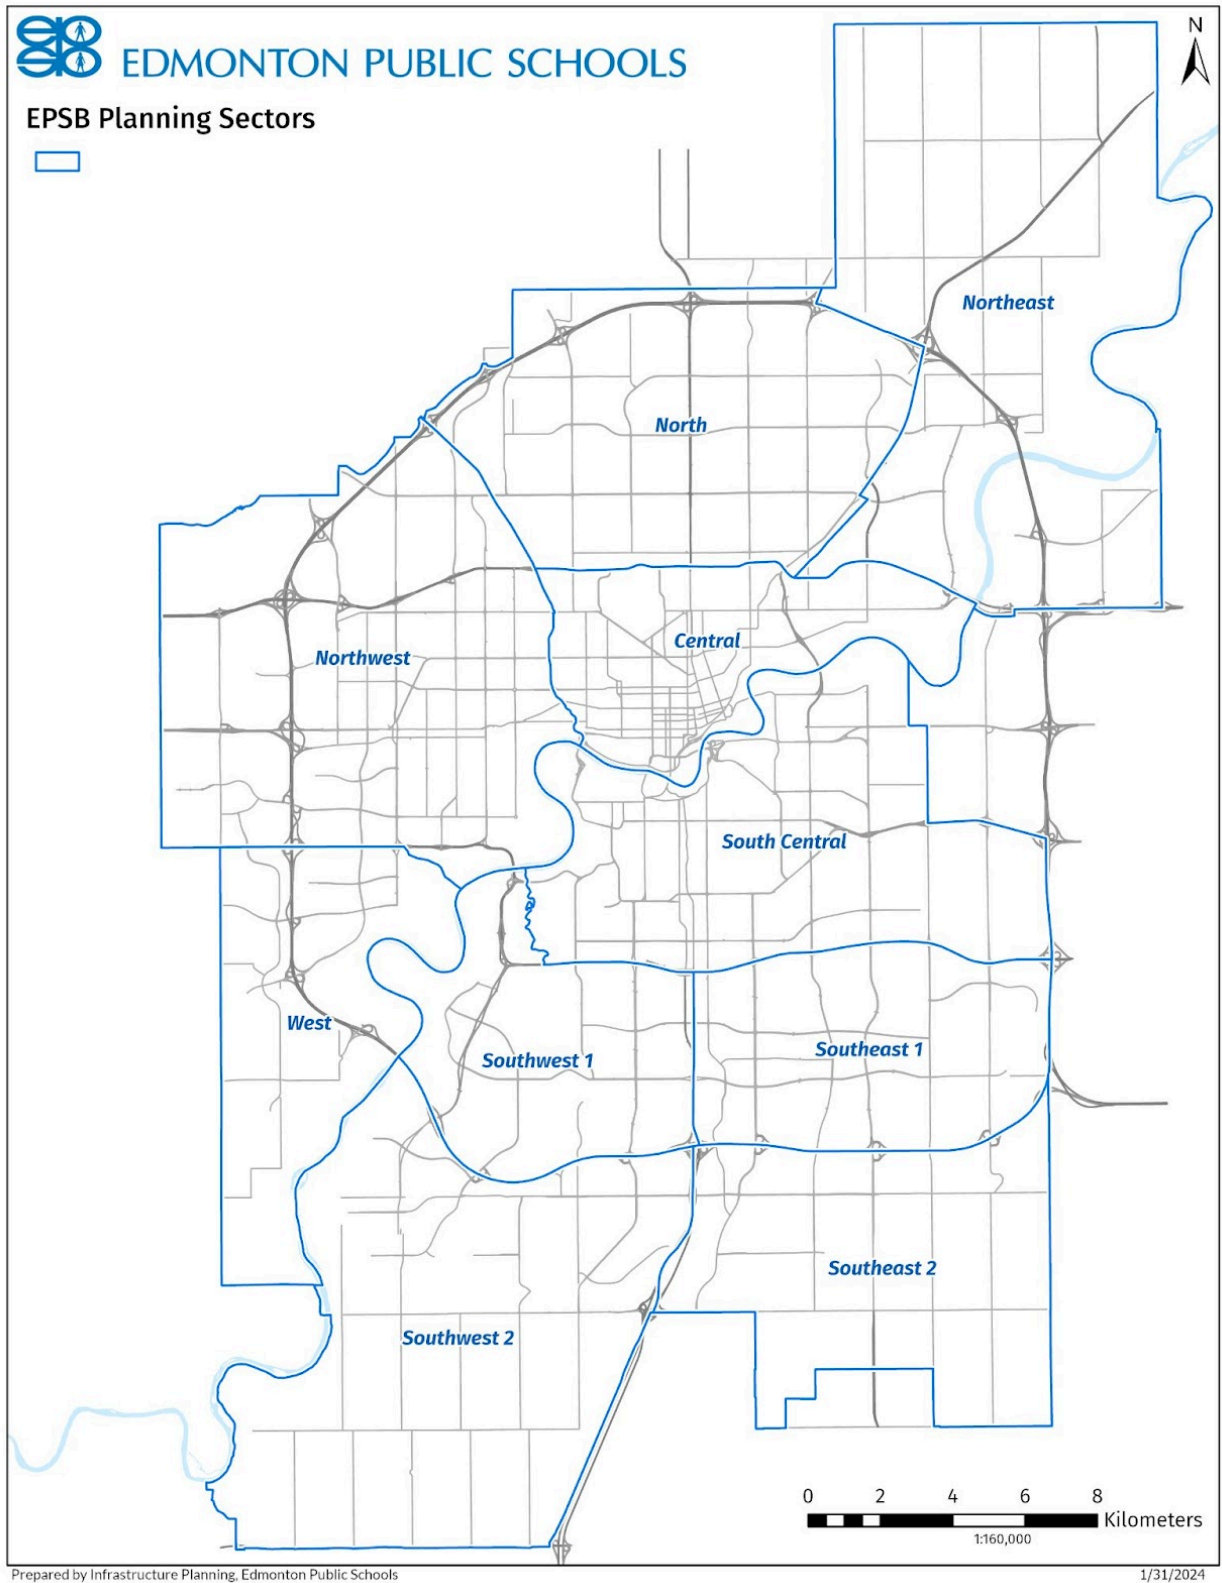 EDMONTON PUBLIC SCHOOLS
N
EPSB Planning Sectors
Northeast
North
Central
Northwest
South Central
West
Southwest 1
Southeast 1
Southeast 2
Southwest 2
0 2 4 6 8
Kilometers
1:160,000
Prepared by Infrastructure Planning, Edmonton Public Schools
1/31/2024